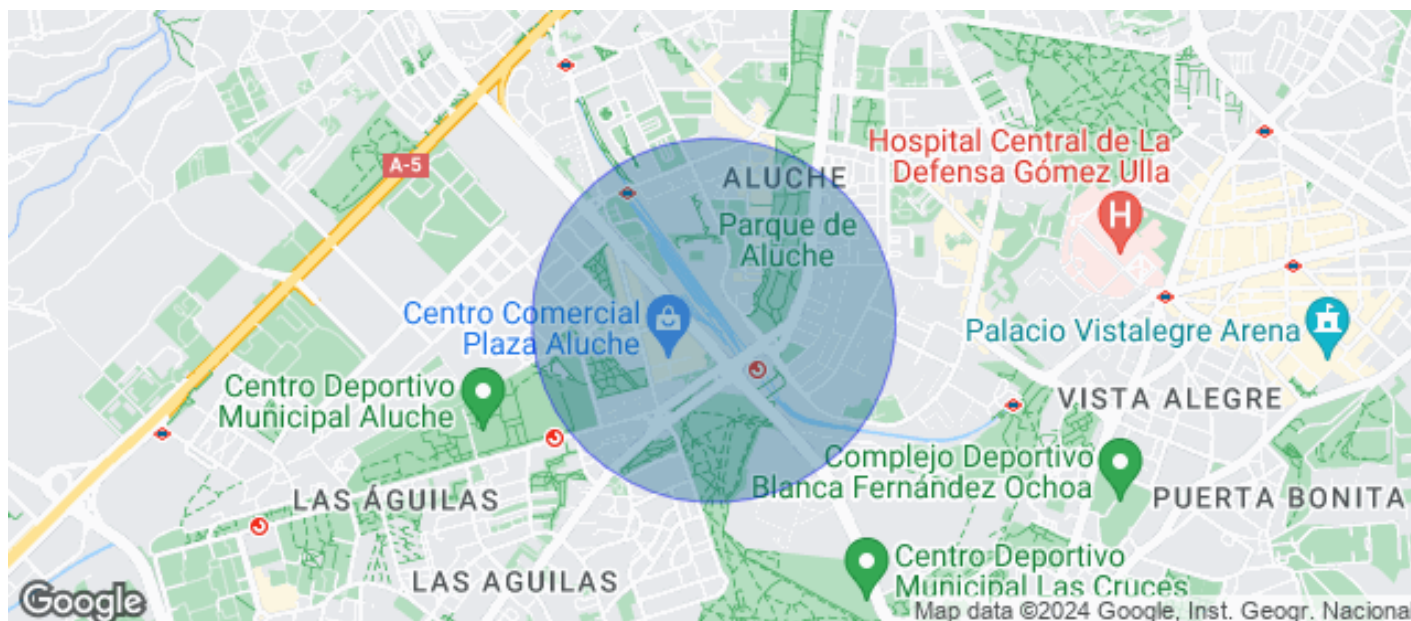 A-5
Hospital Central de La
Defensa Gómez Ulla
H
ALUCHE
Parque de
Aluche
Centro Comercial
Plaza Aluche
Palacio Vistalegre Arena
Centro Deportivo
Municipal Aluche
VISTA ALEGRE
LAS ÁGUILAS
Complejo Deportivo
Blanca Fernández Ochoa
PUERTA BONITA
LAS AGUILAS
Centro Deportivo
Municipal Las Cruces
Google
Map data ©2024 Google, Inst. Geogr. Nacional